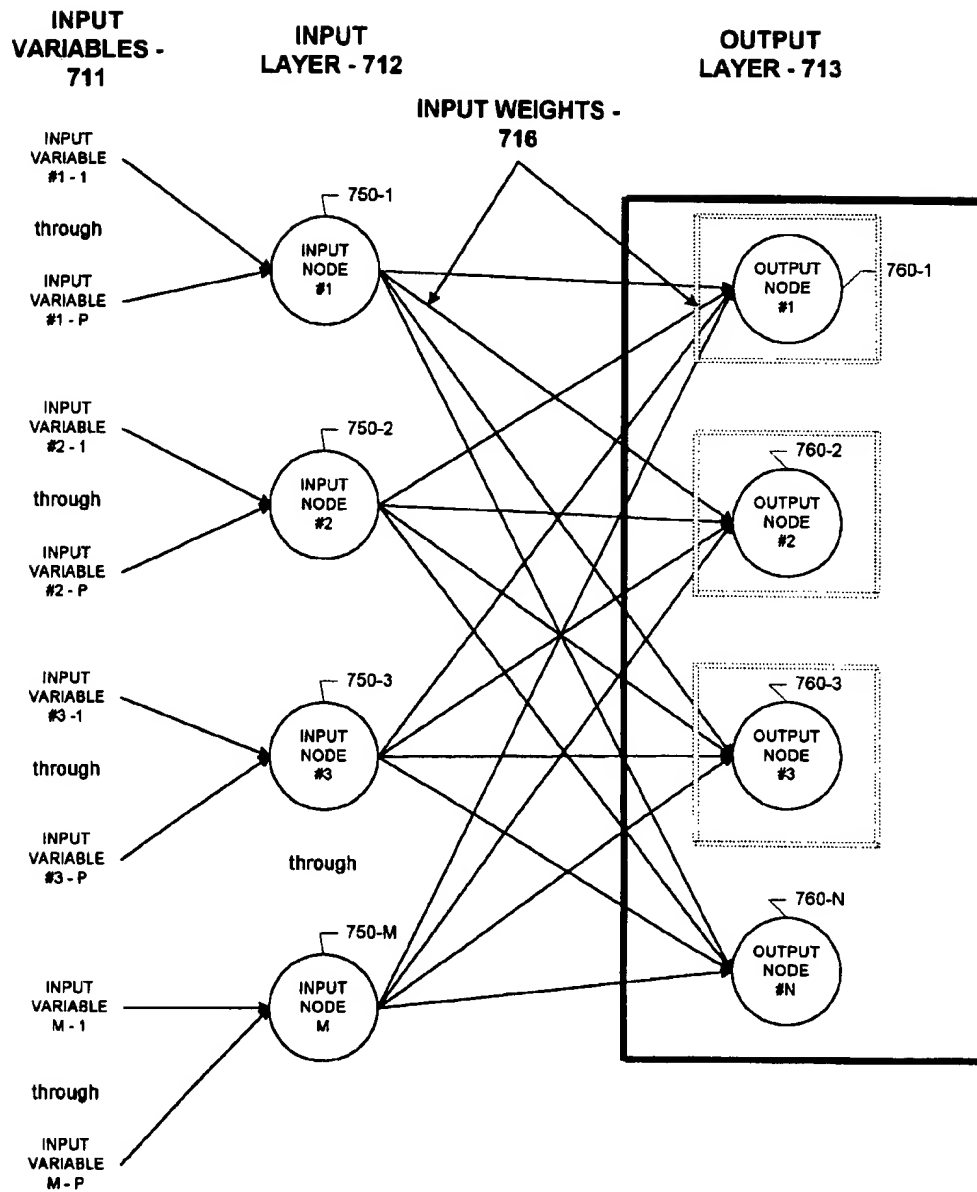 INPUT
VARIABLES -
711
INPUT
LAYER - 712
OUTPUT
LAYER - 713
INPUT WEIGHTS -
716
INPUT
VARIABLE
#1 - 1
through
INPUT
VARIABLE
#1 - P
750-1
INPUT
NODE
#1
OUTPUT
NODE
#1
760-1
INPUT
VARIABLE
#2 - 1
through
INPUT
VARIABLE
#2 - P
750-2
INPUT
NODE
#2
760-2
OUTPUT
NODE
#2
INPUT
VARIABLE
#3 -1
through
INPUT
VARIABLE
#3 - P
750-3
INPUT
NODE
#3
through
760-3
OUTPUT
NODE
#3
INPUT
VARIABLE
M - 1
through
INPUT
VARIABLE
M - P
750-M
INPUT
NODE
M
760-N
OUTPUT
NODE
#N